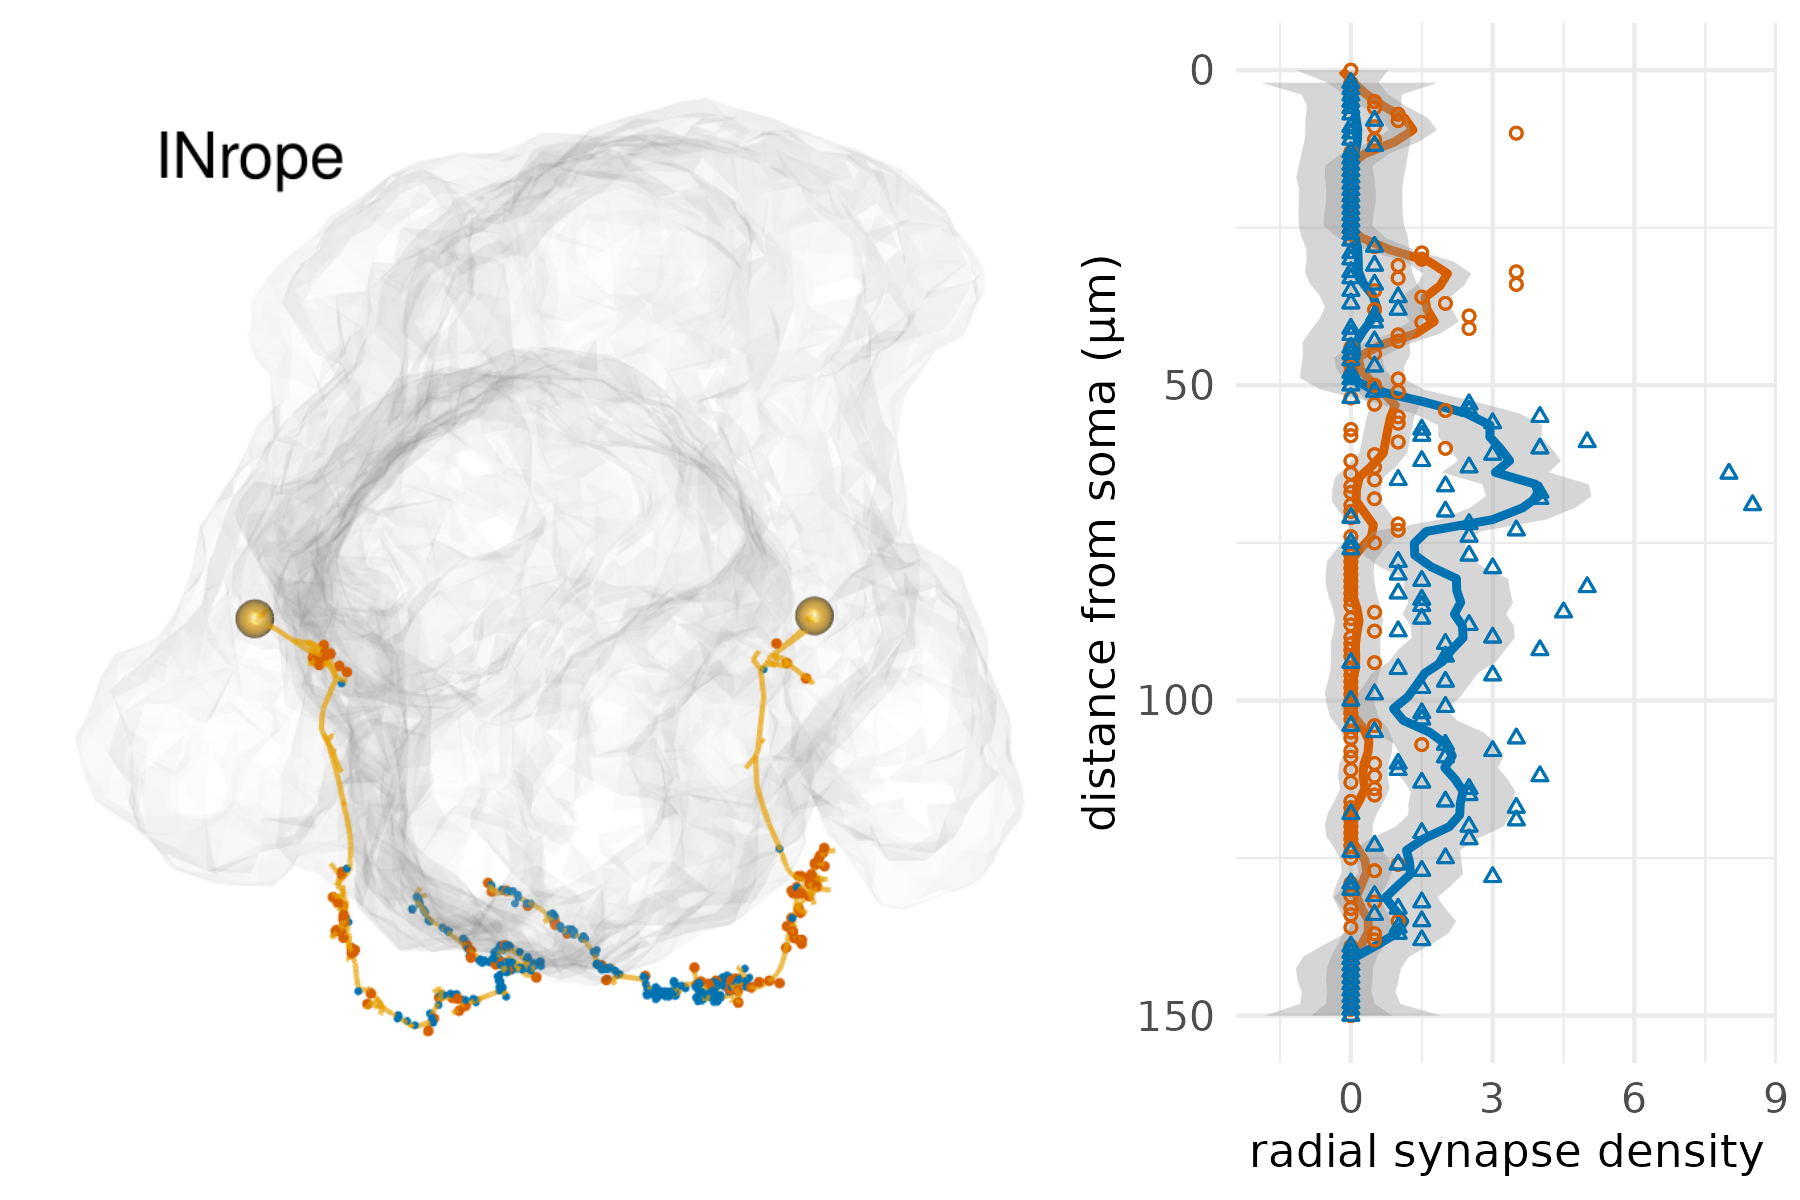 INrope
distance from soma (µm)
0
50
100
150
0 3 6 9
radial synapse density